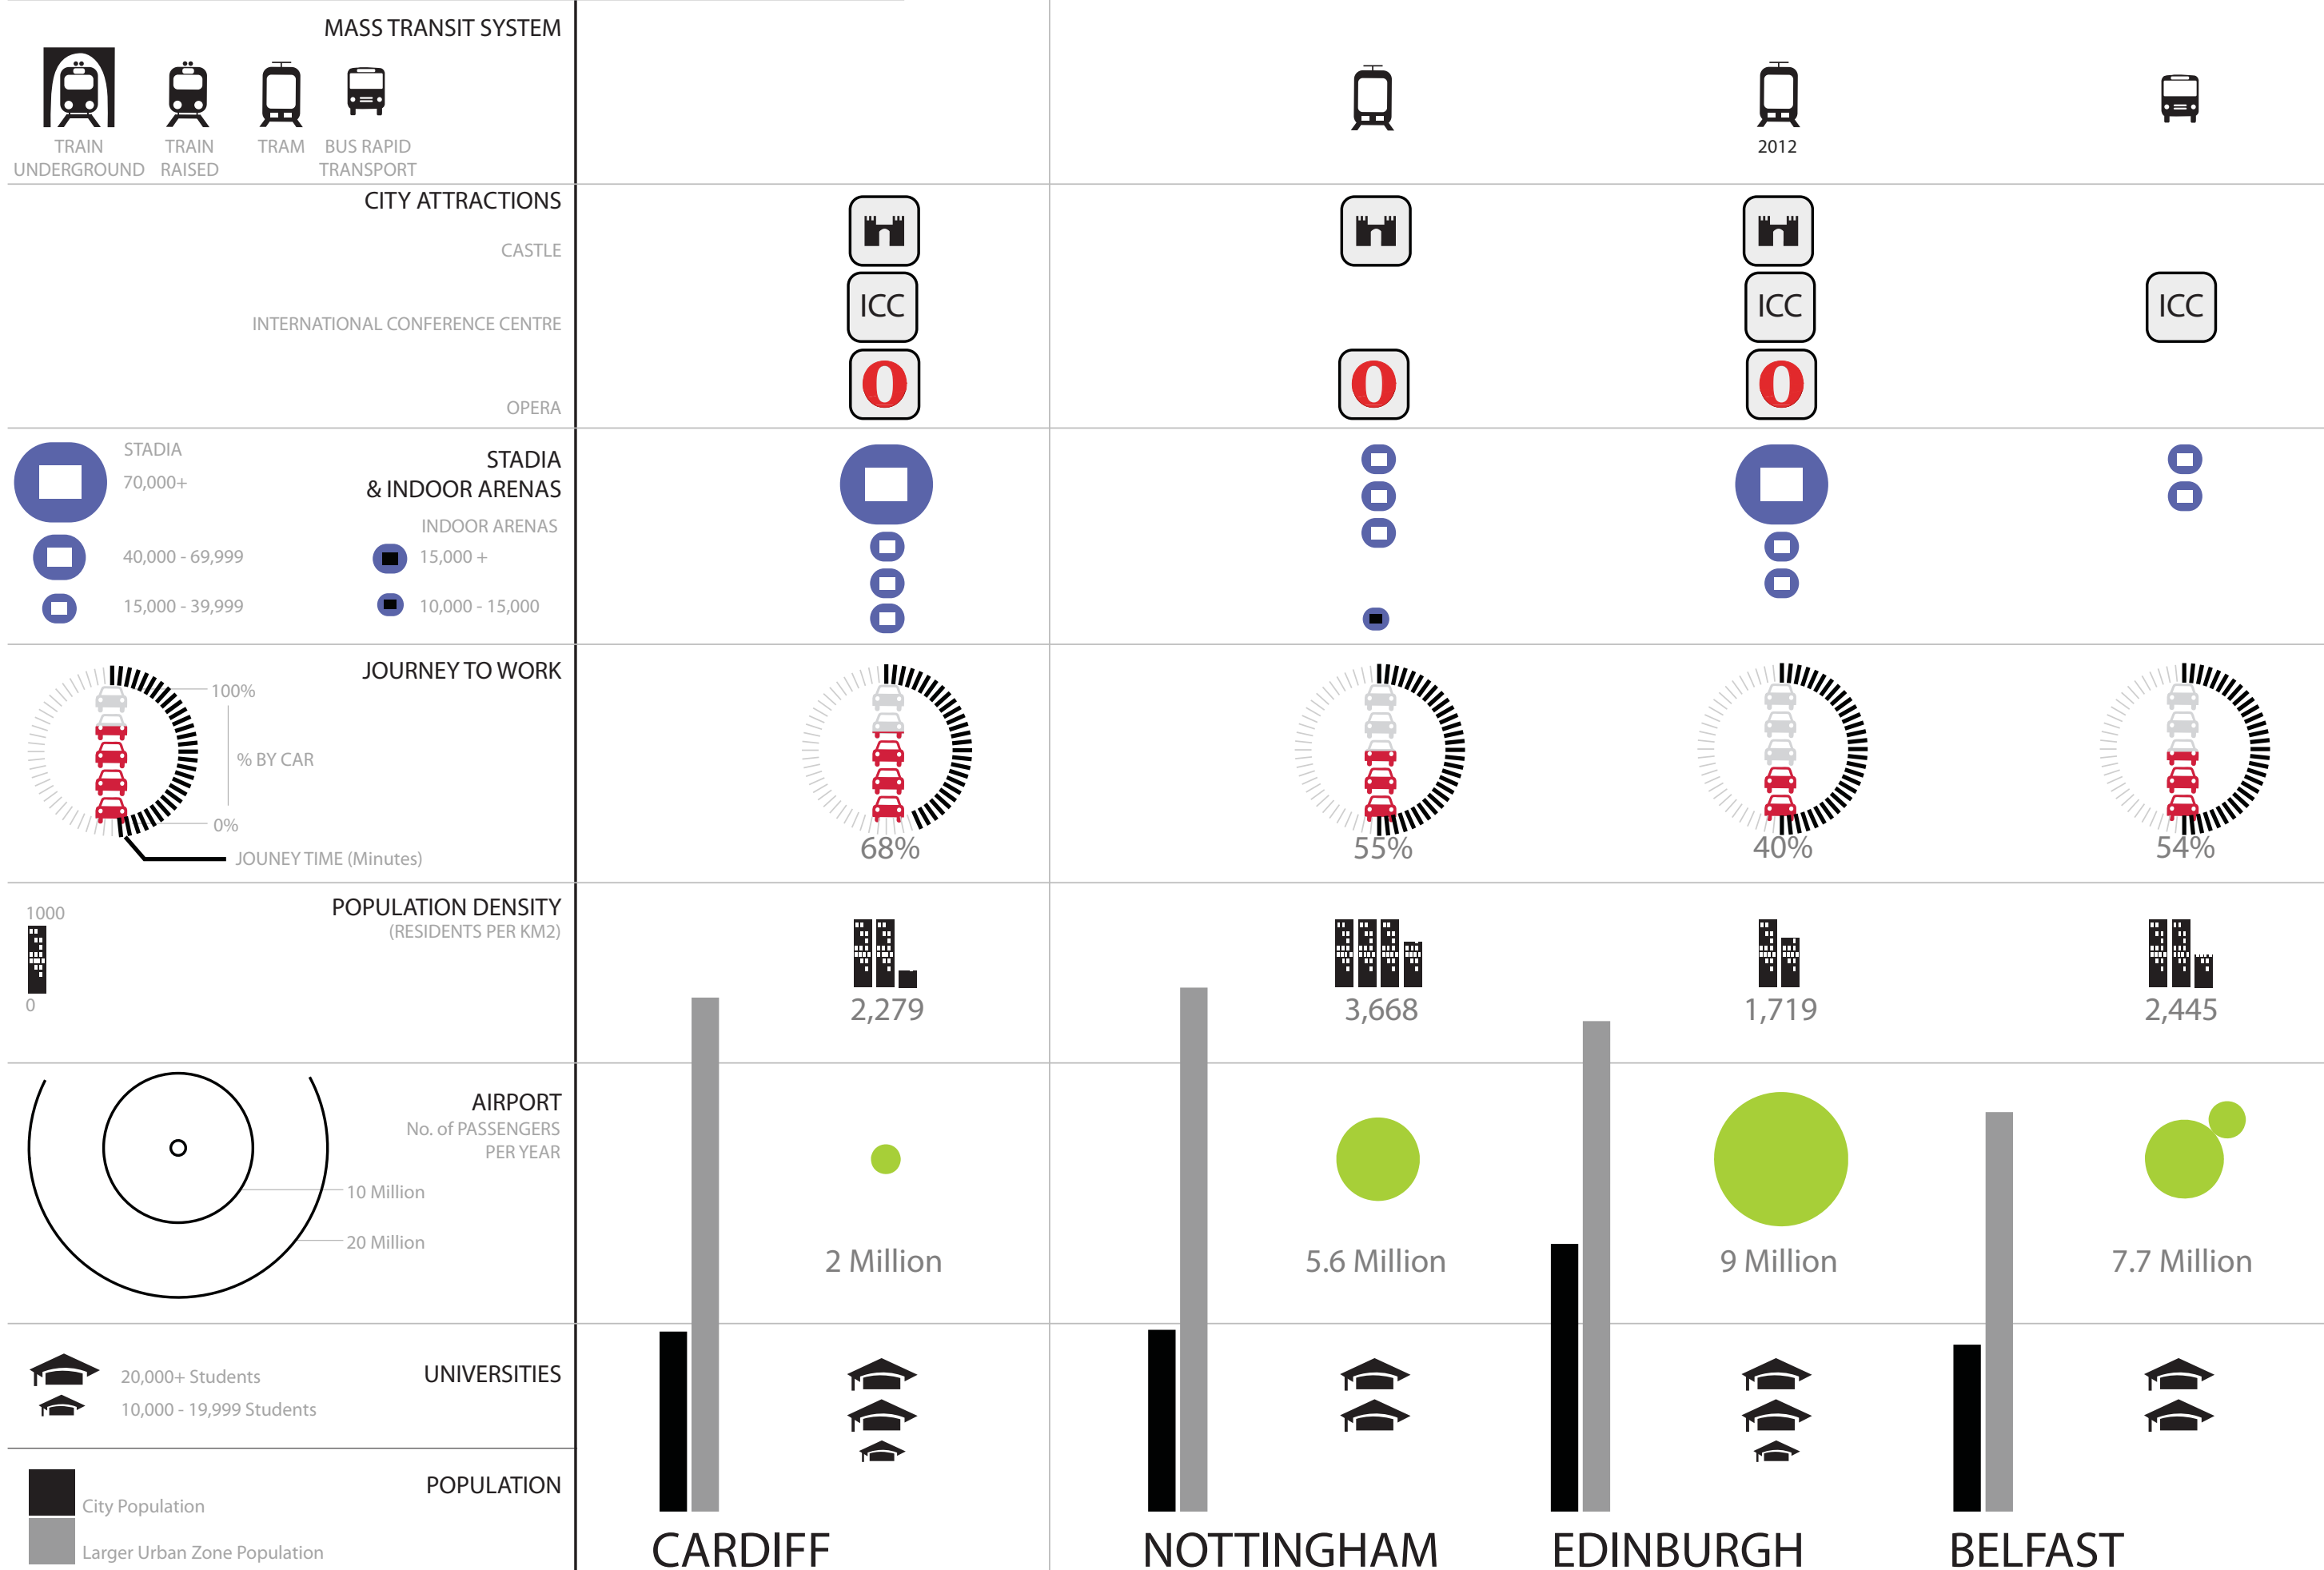 MASS TRANSIT SYSTEM
TRAIN
UNDERGROUND
TRAIN
RAISED
TRAM
BUS RAPID
TRANSPORT
2012
CITY ATTRACTIONS
CASTLE
INTERNATIONAL CONFERENCE CENTRE
ICC
ICC
ICC
OPERA
O
O
O
STADIA
70,000+
40,000 - 69,999
15,000 - 39,999
STADIA
& INDOOR ARENAS
INDOOR ARENAS
15,000 +
10,000 - 15,000
JOURNEY TO WORK
100%
% BY CAR
0%
JOUNEY TIME (Minutes)
68%
55%
40%
54%
POPULATION DENSITY
(RESIDENTS PER KM2)
1000
0
2,279
3,668
1,719
2,445
AIRPORT
No. of PASSENGERS
PER YEAR
10 Million
20 Million
2 Million
5.6 Million
9 Million
7.7 Million
UNIVERSITIES
20,000+ Students
10,000 - 19,999 Students
POPULATION
City Population
Larger Urban Zone Population
CARDIFF
NOTTINGHAM
EDINBURGH
BELFAST